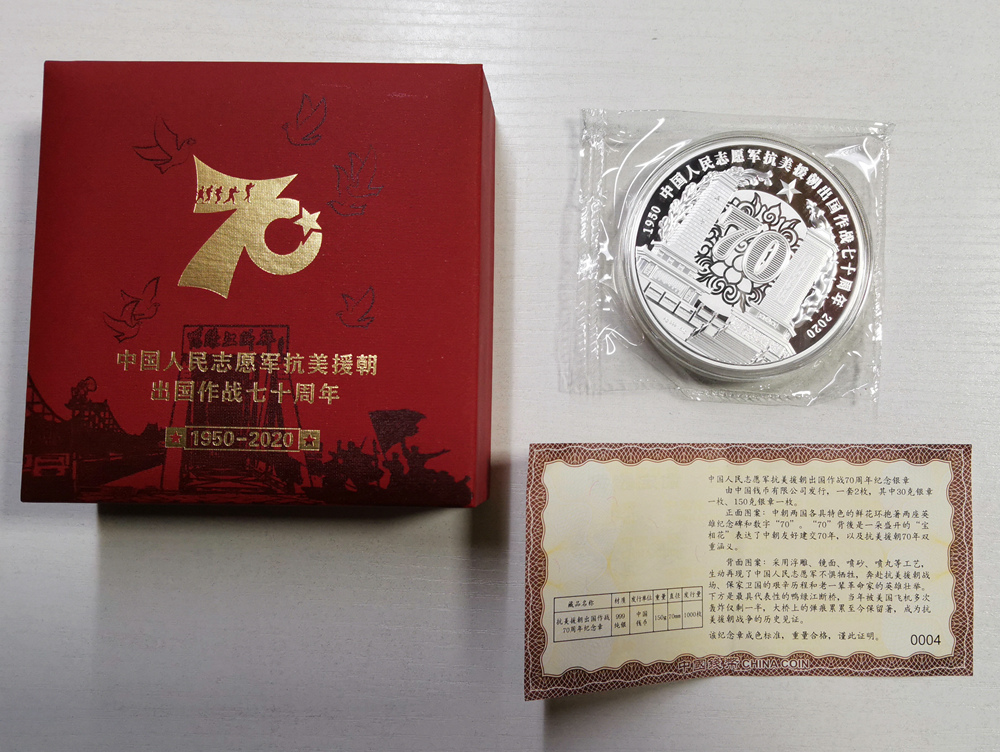 70
中国人民志愿军抗美援朝
出国作战七十周年
1950-2020
1950 中国人民志愿军抗美援朝出国作战七十周年 2020
70
中国人民志愿军抗美援朝出国作战70周年纪念银章
由中国钱币有限公司发行，一套2枚，其中30克银章
一枚、150克银章一枚。
正面图案：中朝两国各具特色的鲜花环抱著两座英
雄纪念碑和数字“70”。“70”背後是一朵盛开的“宝
相花”表达了中朝友好建交70年，以及抗美援朝70年双
重涵义。
背面图案：采用浮雕、镜面、喷砂、喷丸等工艺，
生动再现了中国人民志愿军不惧牺牲，奔赴抗美援朝战
场、保家卫国的艰辛历程和老一辈革命家的英雄壮举，
下方是最具代表性的鸭绿江断桥，当年被美国飞机多次
轰炸仅剩一半，大桥上的弹痕累累至今保留著，成为抗
美援朝战争的历史见证。
该纪念章成色标准，重量合格，谨此证明。
0004
藏品名称 材质 发行单位 重量 直径 发行量
抗美援朝出国作战
70周年纪念章 999
纯银 中国
钱币 150g 70mm 1000枚
中國錢币 CHINA COIN